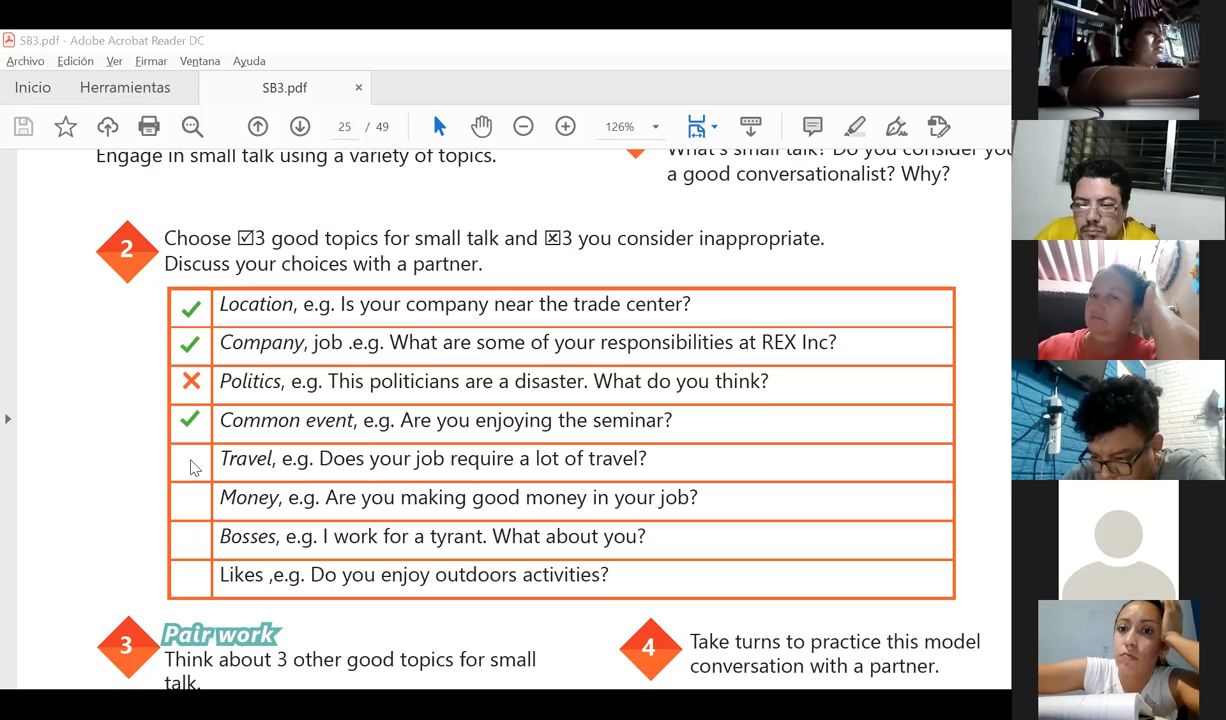 SB3.pdf - Adobe Acrobat Reader DC
Archivo Edición Ver Firmar Ventana Ayuda
Inicio Herramientas SB3.pdf ×
25 / 49 126%
Engage in small talk using a variety of topics.
What's small talk? Do you consider you
a good conversationalist? Why?
2
Choose ☑3 good topics for small talk and ☒3 you consider inappropriate.
Discuss your choices with a partner.
✓ Location, e.g. Is your company near the trade center?
✓ Company, job .e.g. What are some of your responsibilities at REX Inc?
✕ Politics, e.g. This politicians are a disaster. What do you think?
✓ Common event, e.g. Are you enjoying the seminar?
Travel, e.g. Does your job require a lot of travel?
Money, e.g. Are you making good money in your job?
Bosses, e.g. I work for a tyrant. What about you?
Likes ,e.g. Do you enjoy outdoors activities?
3
Pair work
Think about 3 other good topics for small
talk.
4
Take turns to practice this model
conversation with a partner.